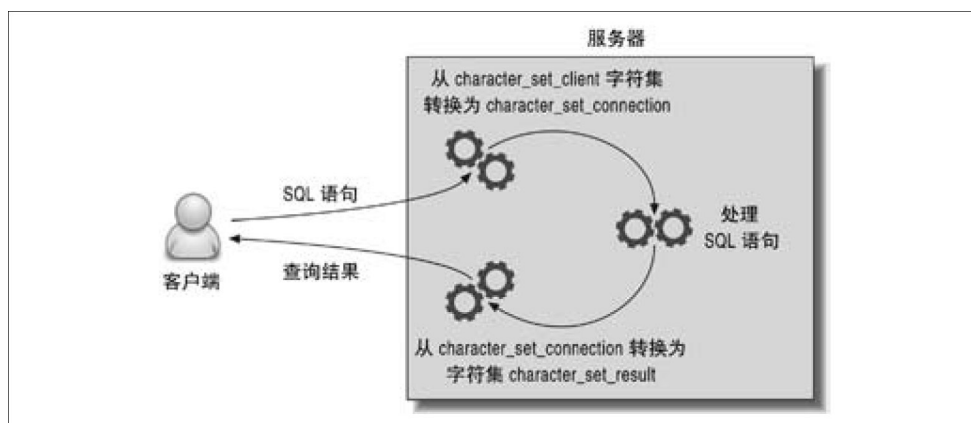 服务器
从 character_set_client 字符集
转换为 character_set_connection
SQL 语句
处理
SQL 语句
客户端
查询结果
从 character_set_connection 转换为
字符集 character_set_result